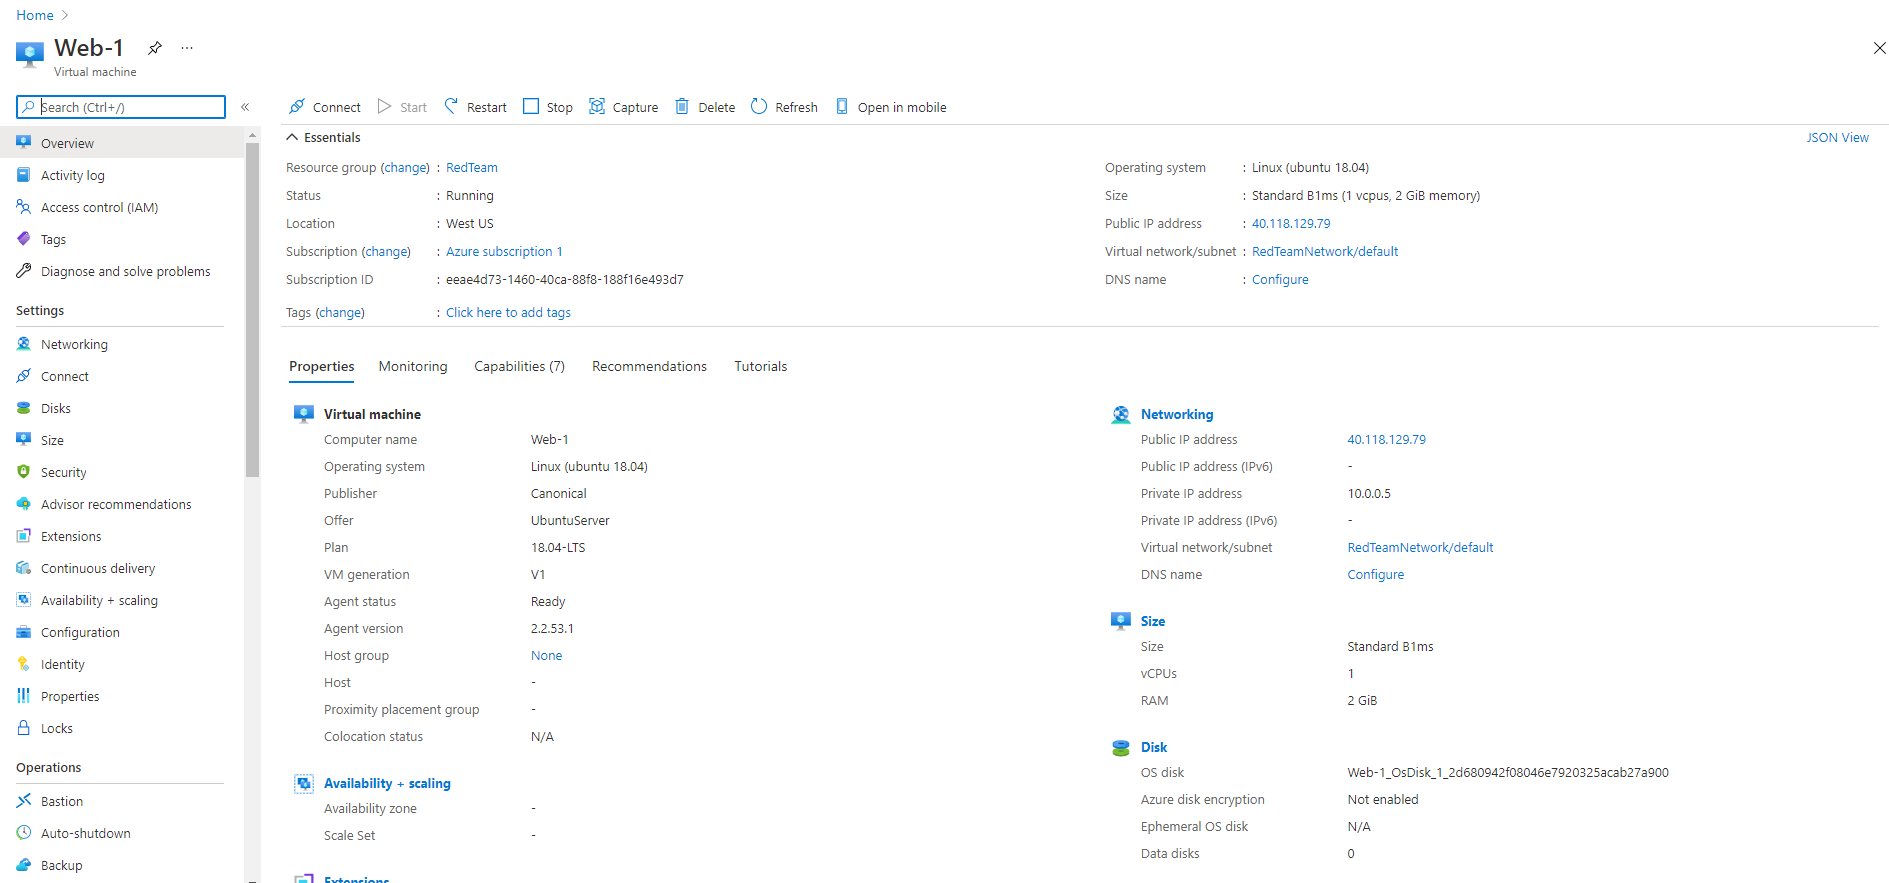 Home
Web-1
Virtual machine
Search (Ctrl+/)
Connect Start Restart Stop Capture Delete Refresh Open in mobile
Overview
Activity log
Access control (IAM)
Tags
Diagnose and solve problems
Settings
Networking
Connect
Disks
Size
Security
Advisor recommendations
Extensions
Continuous delivery
Availability + scaling
Configuration
Identity
Properties
Locks
Operations
Bastion
Auto-shutdown
Backup
Essentials
JSON View
Resource group (change) : RedTeam
Status : Running
Location : West US
Subscription (change) : Azure subscription 1
Subscription ID : eeae4d73-1460-40ca-88f8-188f16e493d7
Tags (change) : Click here to add tags
Operating system : Linux (ubuntu 18.04)
Size : Standard B1ms (1 vcpus, 2 GiB memory)
Public IP address : 40.118.129.79
Virtual network/subnet : RedTeamNetwork/default
DNS name : Configure
Properties Monitoring Capabilities (7) Recommendations Tutorials
Virtual machine
Computer name Web-1
Operating system Linux (ubuntu 18.04)
Publisher Canonical
Offer UbuntuServer
Plan 18.04-LTS
VM generation V1
Agent status Ready
Agent version 2.2.53.1
Host group None
Host -
Proximity placement group -
Colocation status N/A
Availability + scaling
Availability zone -
Scale Set -
Extensions
Networking
Public IP address 40.118.129.79
Public IP address (IPv6) -
Private IP address 10.0.0.5
Private IP address (IPv6) -
Virtual network/subnet RedTeamNetwork/default
DNS name Configure
Size
Size Standard B1ms
vCPUs 1
RAM 2 GiB
Disk
OS disk Web-1_OsDisk_1_2d680942f08046e7920325acab27a900
Azure disk encryption Not enabled
Ephemeral OS disk N/A
Data disks 0